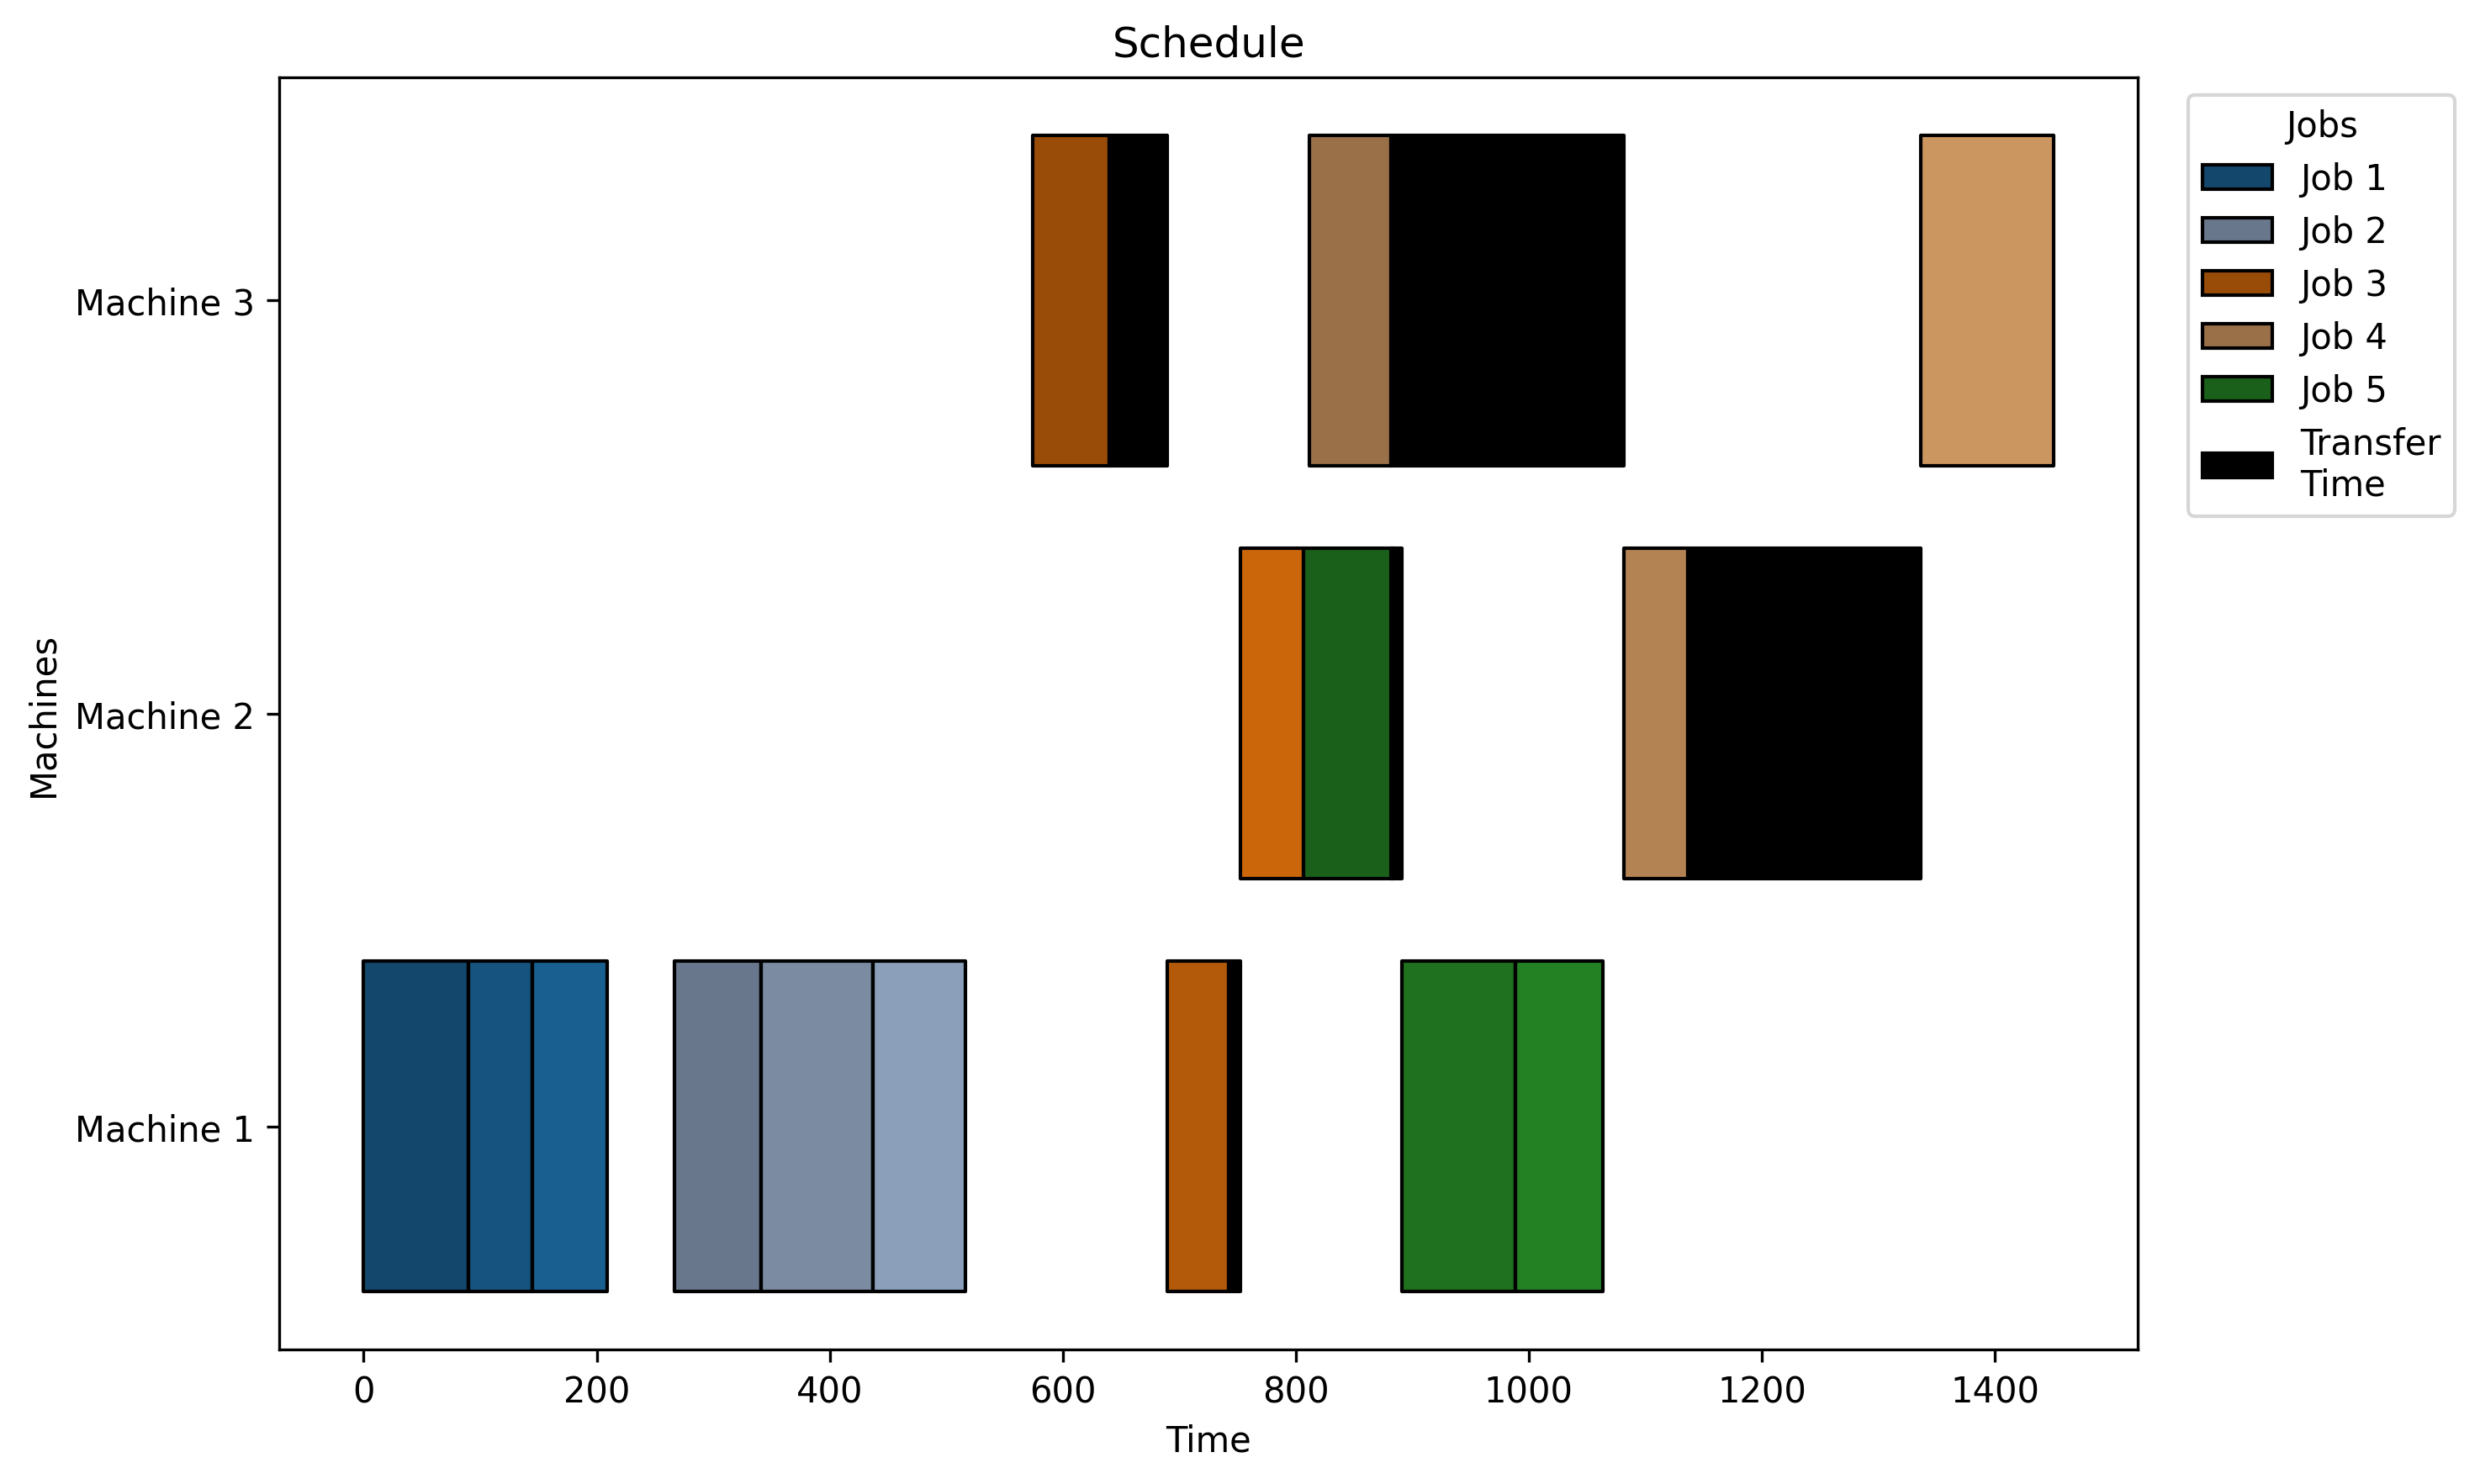 Schedule
Machines
Machine 3
Machine 2
Machine 1
0
200
400
600
800
1000
1200
1400
Time
Jobs
Job 1
Job 2
Job 3
Job 4
Job 5
Transfer
Time